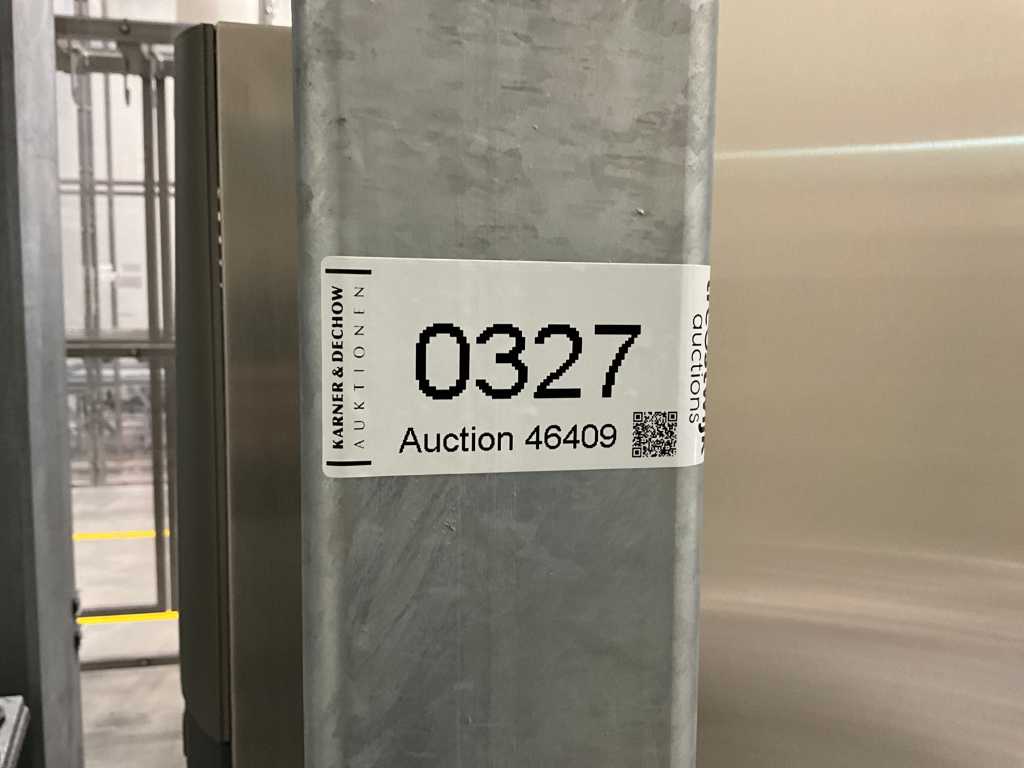 KARNER & DECHOW
AUKTIONEN
0327
Auction 46409
auctions